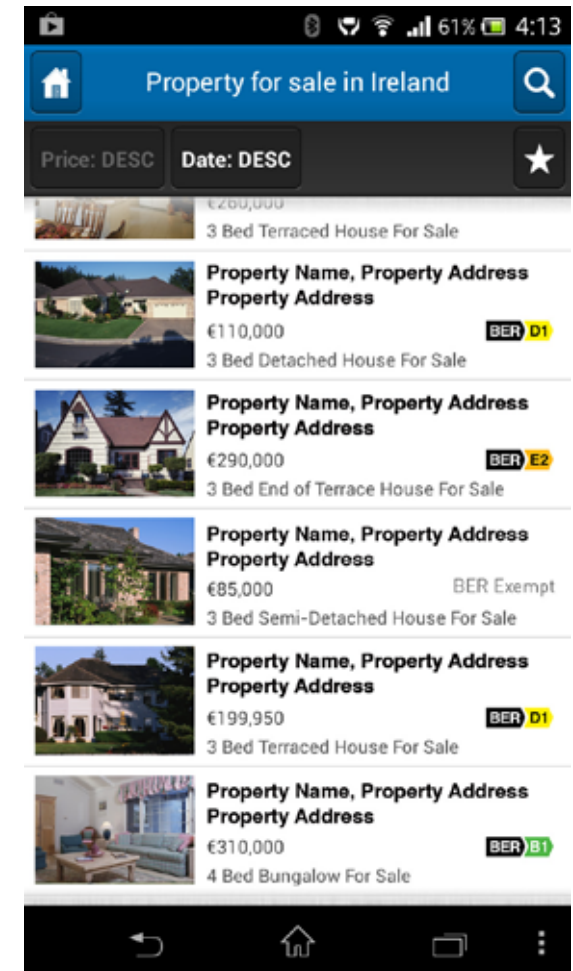 61% 4:13
Property for sale in Ireland
Price: DESC Date: DESC
€260,000
3 Bed Terraced House For Sale
Property Name, Property Address
Property Address
€110,000 BER D1
3 Bed Detached House For Sale
Property Name, Property Address
Property Address
€290,000 BER E2
3 Bed End of Terrace House For Sale
Property Name, Property Address
Property Address
€85,000 BER Exempt
3 Bed Semi-Detached House For Sale
Property Name, Property Address
Property Address
€199,950 BER D1
3 Bed Terraced House For Sale
Property Name, Property Address
Property Address
€310,000 BER B1
4 Bed Bungalow For Sale